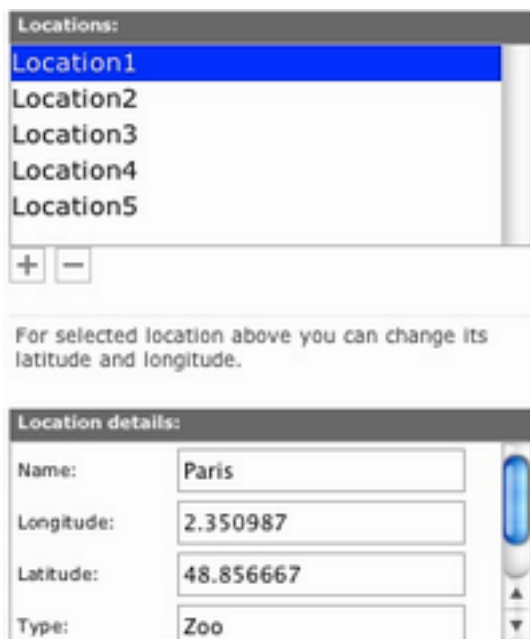 Locations:
Location1
Location2
Location3
Location4
Location5
For selected location above you can change its
latitude and longitude.
Location details:
Name: Paris
Longitude: 2.350987
Latitude: 48.856667
Type: Zoo